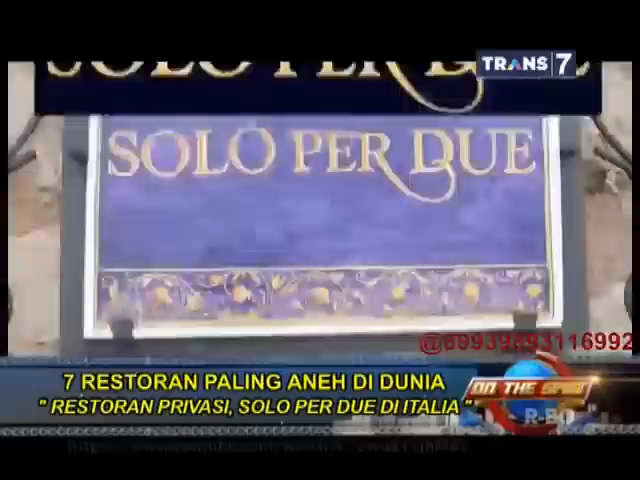 SOLO PER DUE
TRANS 7
SOLO PER DUE
7 RESTORAN PALING ANEH DI DUNIA
" RESTORAN PRIVASI, SOLO PER DUE DI ITALIA "
ON THE SPOT
R-BO